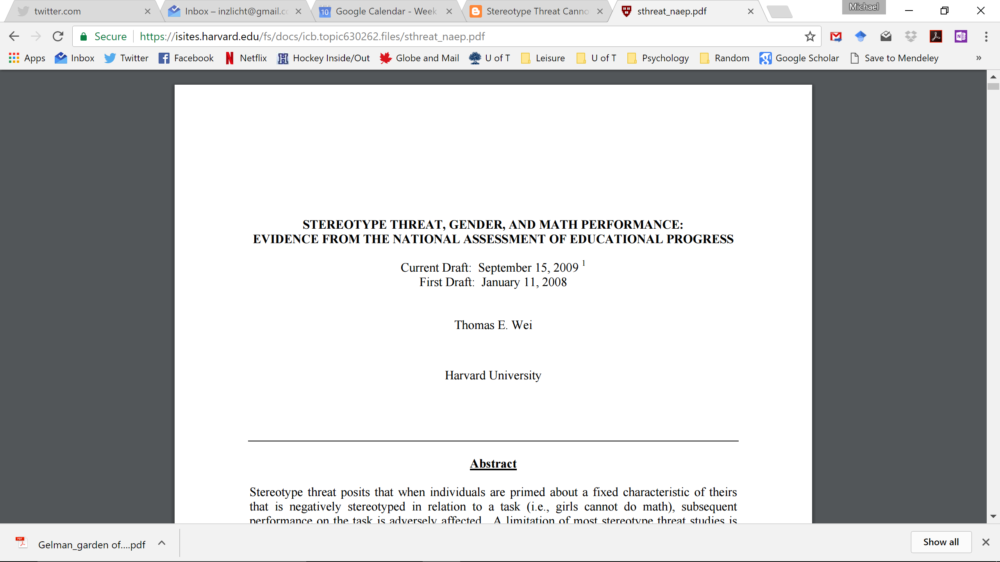 twitter.com
Inbox – inzlicht@gmail.cc
10 Google Calendar - Week
Stereotype Threat Canno
sthreat_naep.pdf
Michael
Secure https://isites.harvard.edu/fs/docs/icb.topic630262.files/sthreat_naep.pdf
Apps Inbox Twitter Facebook Netflix Hockey Inside/Out Globe and Mail U of T Leisure U of T Psychology Random Google Scholar Save to Mendeley »
STEREOTYPE THREAT, GENDER, AND MATH PERFORMANCE:
EVIDENCE FROM THE NATIONAL ASSESSMENT OF EDUCATIONAL PROGRESS
Current Draft: September 15, 2009 1
First Draft: January 11, 2008
Thomas E. Wei
Harvard University
Abstract
Stereotype threat posits that when individuals are primed about a fixed characteristic of theirs
that is negatively stereotyped in relation to a task (i.e., girls cannot do math), subsequent
performance on the task is adversely affected. A limitation of most stereotype threat studies is
PDF Gelman_garden of....pdf
Show all